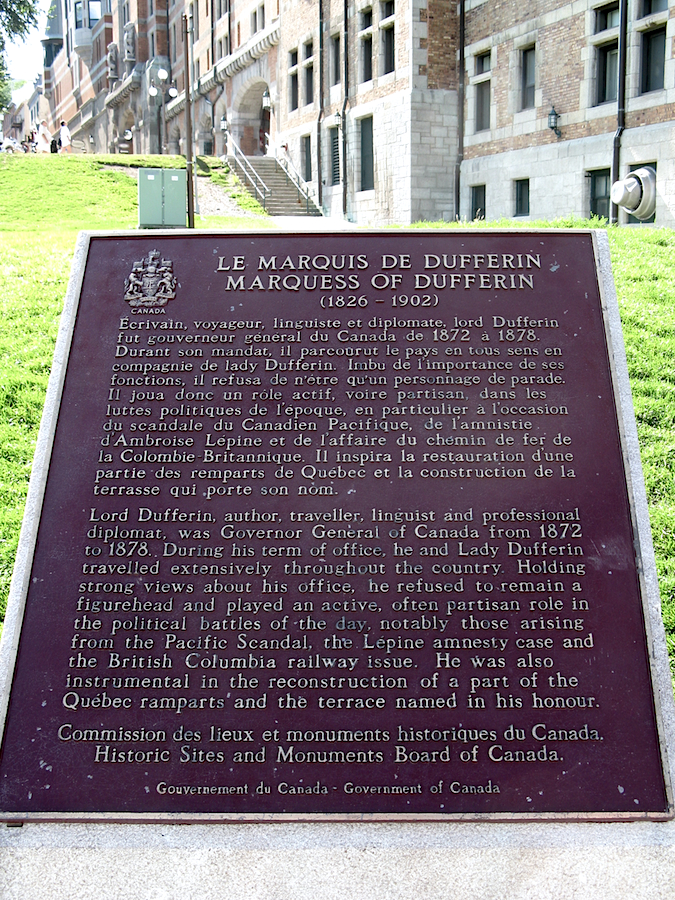 CANADA
LE MARQUIS DE DUFFERIN
MARQUESS OF DUFFERIN
(1826 – 1902)
Écrivain, voyageur, linguiste et diplomate, lord Dufferin
fut gouverneur général du Canada de 1872 à 1878.
Durant son mandat, il parcourut le pays en tous sens en
compagnie de lady Dufferin. Imbu de l'importance de ses
fonctions, il refusa de n'être qu'un personnage de parade.
Il joua donc un rôle actif, voire partisan, dans les
luttes politiques de l'époque, en particulier à l'occasion
du scandale du Canadien Pacifique, de l'amnistie
d'Ambroise Lépine et de l'affaire du chemin de fer de
la Colombie-Britannique. Il inspira la restauration d'une
partie des remparts de Québec et la construction de la
terrasse qui porte son nom.
Lord Dufferin, author, traveller, linguist and professional
diplomat, was Governor General of Canada from 1872
to 1878. During his term of office, he and Lady Dufferin
travelled extensively throughout the country. Holding
strong views about his office, he refused to remain a
figurehead and played an active, often partisan role in
the political battles of the day, notably those arising
from the Pacific Scandal, the Lépine amnesty case and
the British Columbia railway issue. He was also
instrumental in the reconstruction of a part of the
Québec ramparts and the terrace named in his honour.
Commission des lieux et monuments historiques du Canada.
Historic Sites and Monuments Board of Canada.
Gouvernement du Canada - Government of Canada